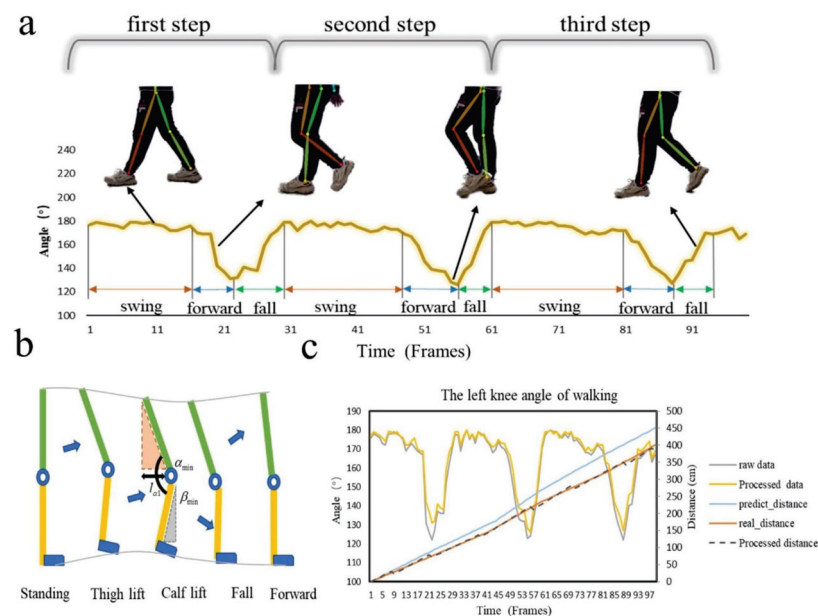 a
first step second step third step
240
220
200
180
160
140
120
100
Angle (°)
swing forward fall swing forward fall swing forward fall
1 11 21 31 41 51 61 71 81 91
Time (Frames)
b
α min
l α1
β min
Standing Thigh lift Calf lift Fall Forward
c
The left knee angle of walking
190
180
170
160
150
140
130
120
110
100
Angle (°)
500
450
400
350
300
250
200
150
100
50
0
Distance (cm)
1 5 9 13 17 21 25 29 33 37 41 45 49 53 57 61 65 69 73 77 81 85 89 93 97
Time (Frames)
raw data
Processed data
predict_distance
real_distance
Processed distance